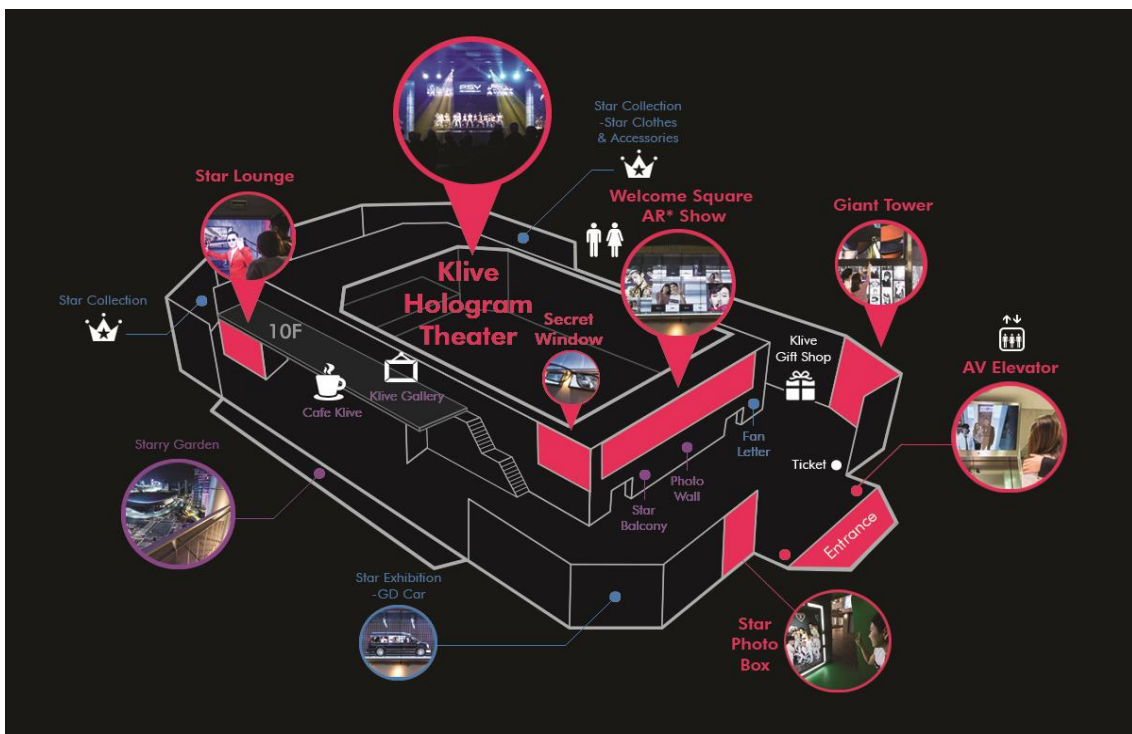 PSY
Star Collection
-Star Clothes
& Accessories
Star Lounge
Welcome Square
AR* Show
Giant Tower
Klive
Hologram
Theater
Star Collection
10F
Secret
Window
Klive
Gift Shop
AV Elevator
Klive Gallery
Cafe Klive
Starry Garden
Fan
Letter
Ticket
Photo
Wall
Star
Balcony
Entrance
Star Exhibition
-GD Car
Star
Photo
Box